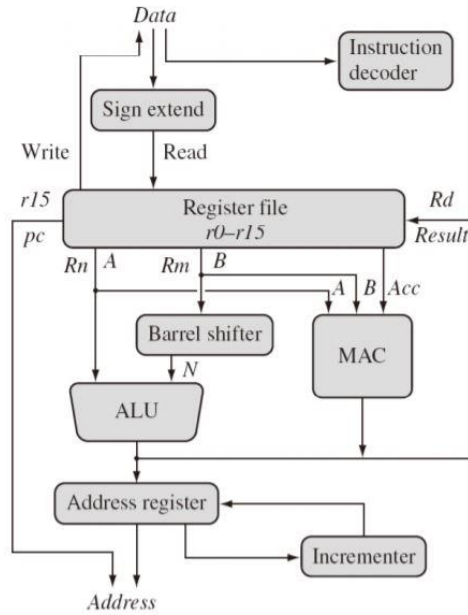 Data
Instruction
decoder
Sign extend
Write
Read
r15
Rd
Register file
r0–r15
pc
Result
Rn
A
Rm
B
A
B
Acc
Barrel shifter
MAC
N
ALU
Address register
Incrementer
Address